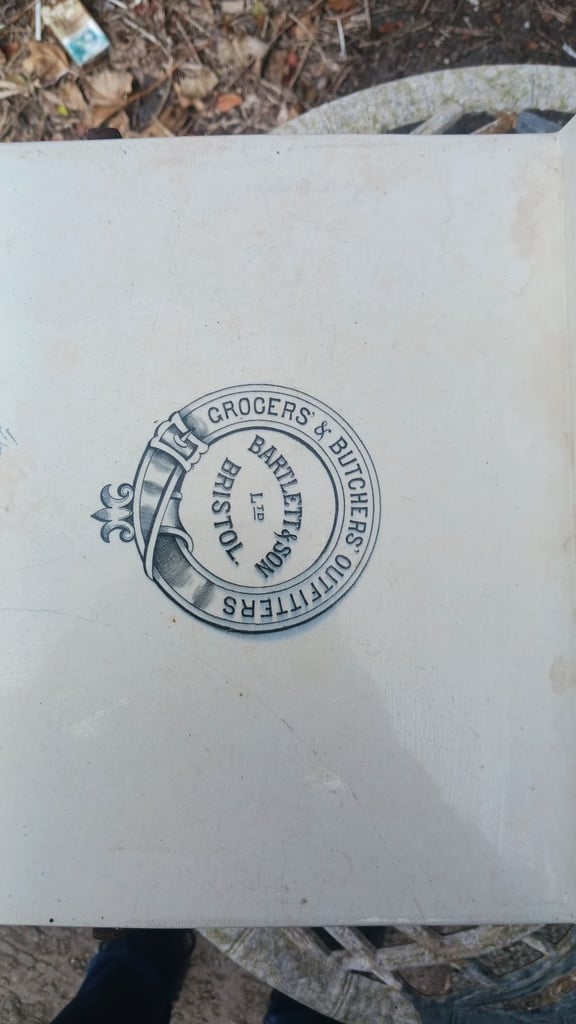 GROCERS' & BUTCHERS' OUTFITTERS
BARTLETT & SON
LTD
BRISTOL.